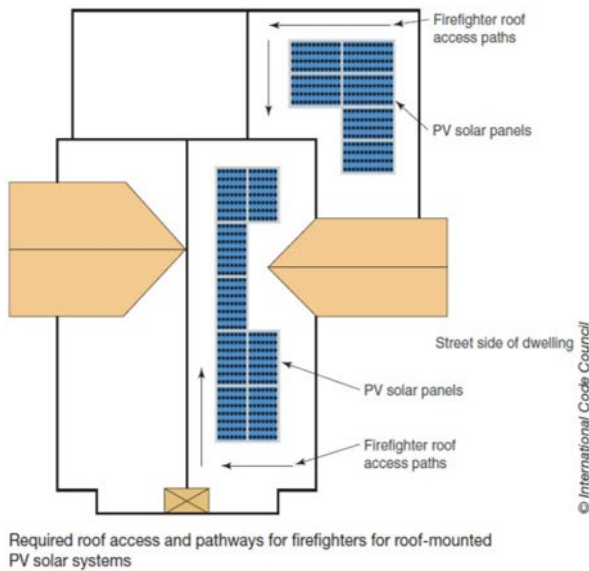 Firefighter roof
access paths
PV solar panels
Street side of dwelling
PV solar panels
Firefighter roof
access paths
© International Code Council
Required roof access and pathways for firefighters for roof-mounted
PV solar systems